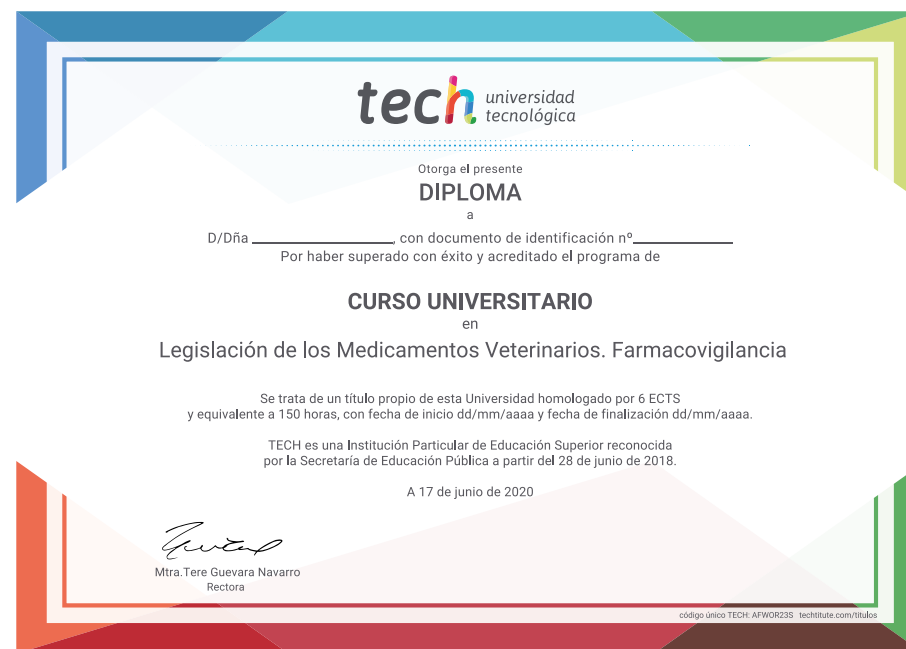 tech universidad
tecnológica
Otorga el presente
DIPLOMA
a
D/Dña ________________, con documento de identificación nº____________
Por haber superado con éxito y acreditado el programa de
CURSO UNIVERSITARIO
en
Legislación de los Medicamentos Veterinarios. Farmacovigilancia
Se trata de un título propio de esta Universidad homologado por 6 ECTS
y equivalente a 150 horas, con fecha de inicio dd/mm/aaaa y fecha de finalización dd/mm/aaaa.
TECH es una Institución Particular de Educación Superior reconocida
por la Secretaría de Educación Pública a partir del 28 de junio de 2018.
A 17 de junio de 2020
Mtra.Tere Guevara Navarro
Rectora
código único TECH: AFWOR23S techtitute.com/titulos